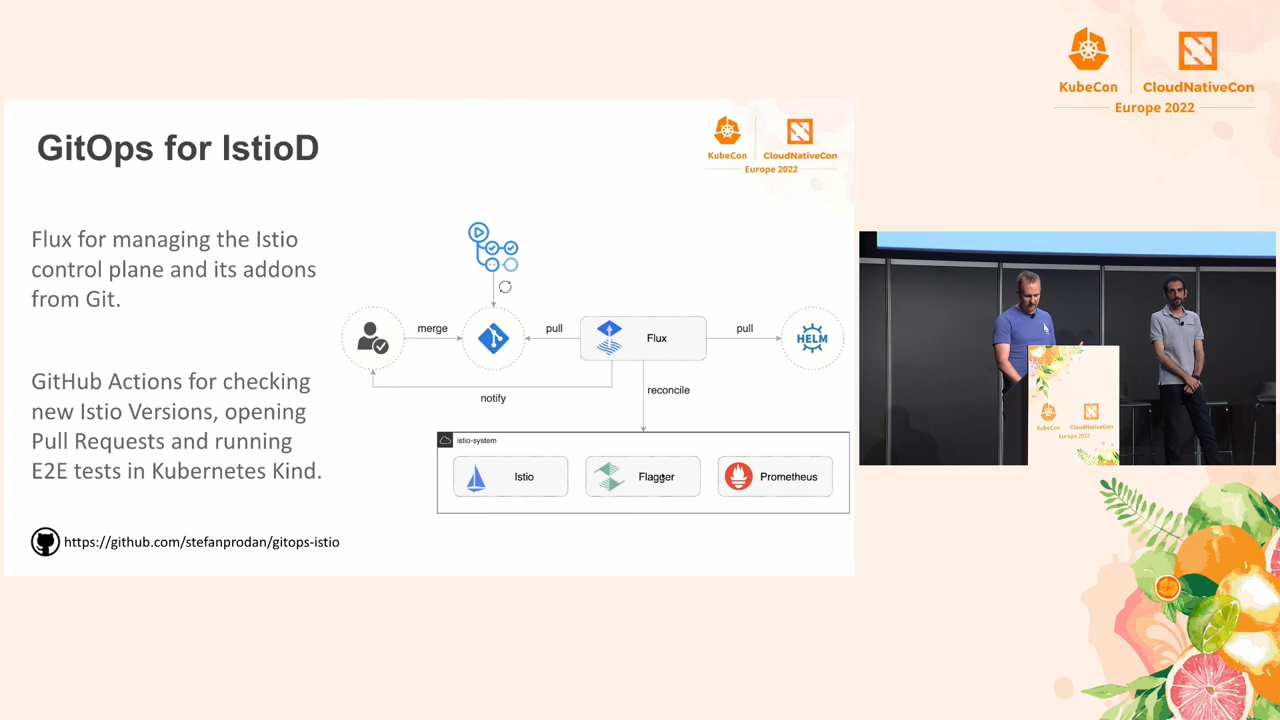 KubeCon
CloudNativeCon
Europe 2022
GitOps for IstioD
KubeCon
CloudNativeCon
Europe 2022
Flux for managing the Istio
control plane and its addons
from Git.
GitHub Actions for checking
new Istio Versions, opening
Pull Requests and running
E2E tests in Kubernetes Kind.
https://github.com/stefanprodan/gitops-istio
merge
pull
Flux
pull
HELM
notify
reconcile
istio-system
Istio
Flagger
Prometheus
KubeCon
CloudNativeCon
Europe 2022